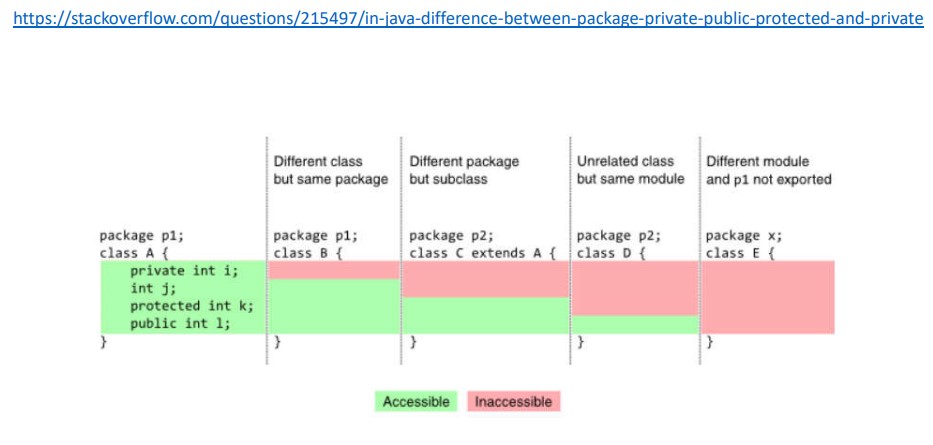 https://stackoverflow.com/questions/215497/in-java-difference-between-package-private-public-protected-and-private
Different class
but same package
Different package
but subclass
Unrelated class
but same module
Different module
and p1 not exported
package p1;
class A {
private int i;
int j;
protected int k;
public int l;
}
package p1;
class B {
}
package p2;
class C extends A {
}
package p2;
class D {
}
package x;
class E {
}
Accessible
Inaccessible